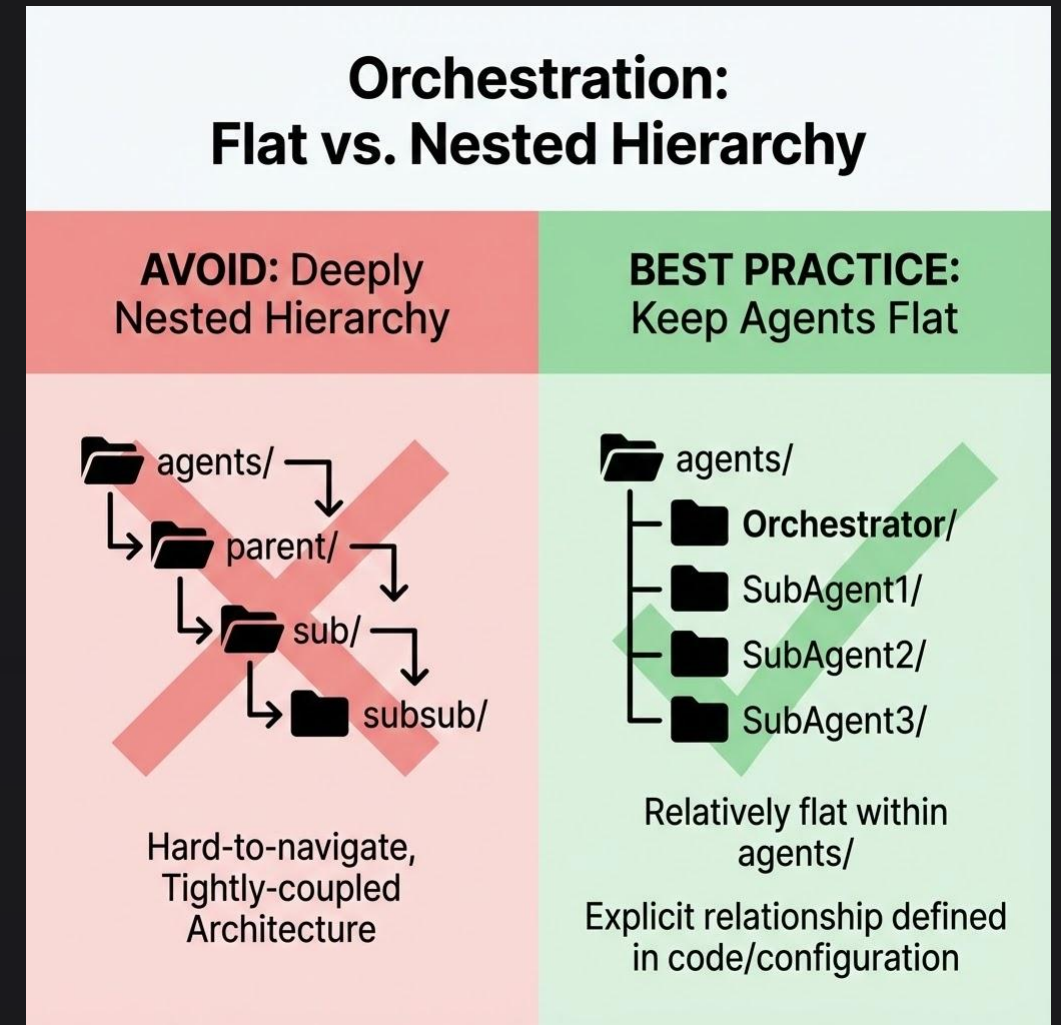 Orchestration:
Flat vs. Nested Hierarchy
AVOID: Deeply
Nested Hierarchy
agents/
parent/
sub/
subsub/
Hard-to-navigate,
Tightly-coupled
Architecture
BEST PRACTICE:
Keep Agents Flat
agents/
Orchestrator/
SubAgent1/
SubAgent2/
SubAgent3/
Relatively flat within
agents/
Explicit relationship defined
in code/configuration